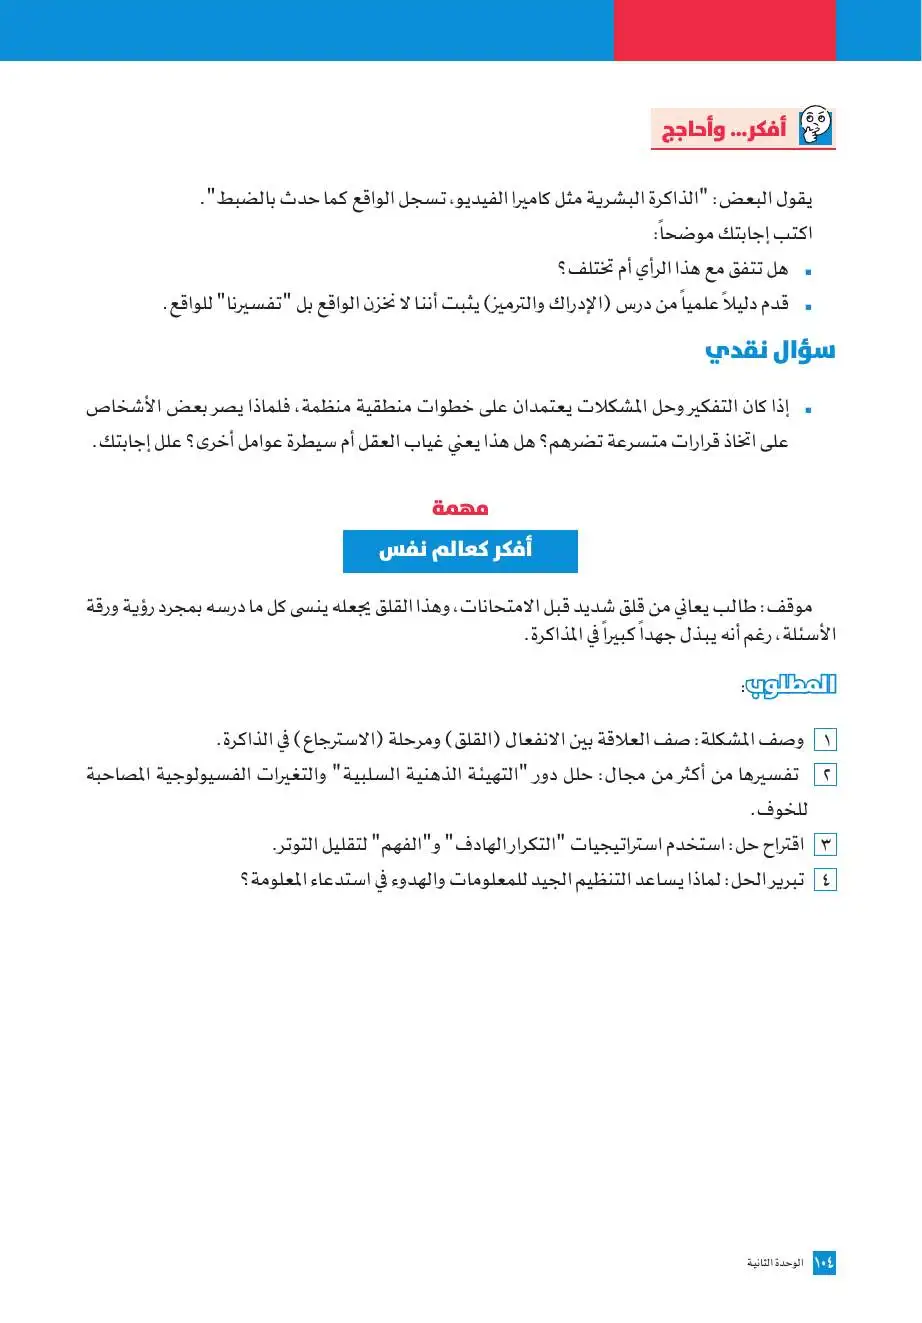 أفكر... وأحاجج
يقول البعض: "الذاكرة البشرية مثل كاميرا الفيديو، تسجل الواقع كما حدث بالضبط".
اكتب إجابتك موضحاً:
▪ هل تتفق مع هذا الرأي أم تختلف؟
▪ قدم دليلاً علمياً من درس (الإدراك والترميز) يثبت أننا لا نخزن الواقع بل "تفسيرنا" للواقع.
سؤال نقدي
▪ إذا كان التفكير وحل المشكلات يعتمدان على خطوات منطقية منظمة، فلماذا يصر بعض الأشخاص
على اتخاذ قرارات متسرعة تضرهم؟ هل هذا يعني غياب العقل أم سيطرة عوامل أخرى؟ علل إجابتك.
مهمة
أفكر كعالم نفس
موقف: طالب يعاني من قلق شديد قبل الامتحانات، وهذا القلق يجعله ينسى كل ما درسه بمجرد رؤية ورقة
الأسئلة، رغم أنه يبذل جهداً كبيراً في المذاكرة.
المطلوب:
١ وصف المشكلة: صف العلاقة بين الانفعال (القلق) ومرحلة (الاسترجاع) في الذاكرة.
٢ تفسيرها من أكثر من مجال: حلل دور "التهيئة الذهنية السلبية" والتغيرات الفسيولوجية المصاحبة
للخوف.
٣ اقتراح حل: استخدم استراتيجيات "التكرار الهادف" و"الفهم" لتقليل التوتر.
٤ تبرير الحل: لماذا يساعد التنظيم الجيد للمعلومات والهدوء في استدعاء المعلومة؟
١٠٤ الوحدة الثانية